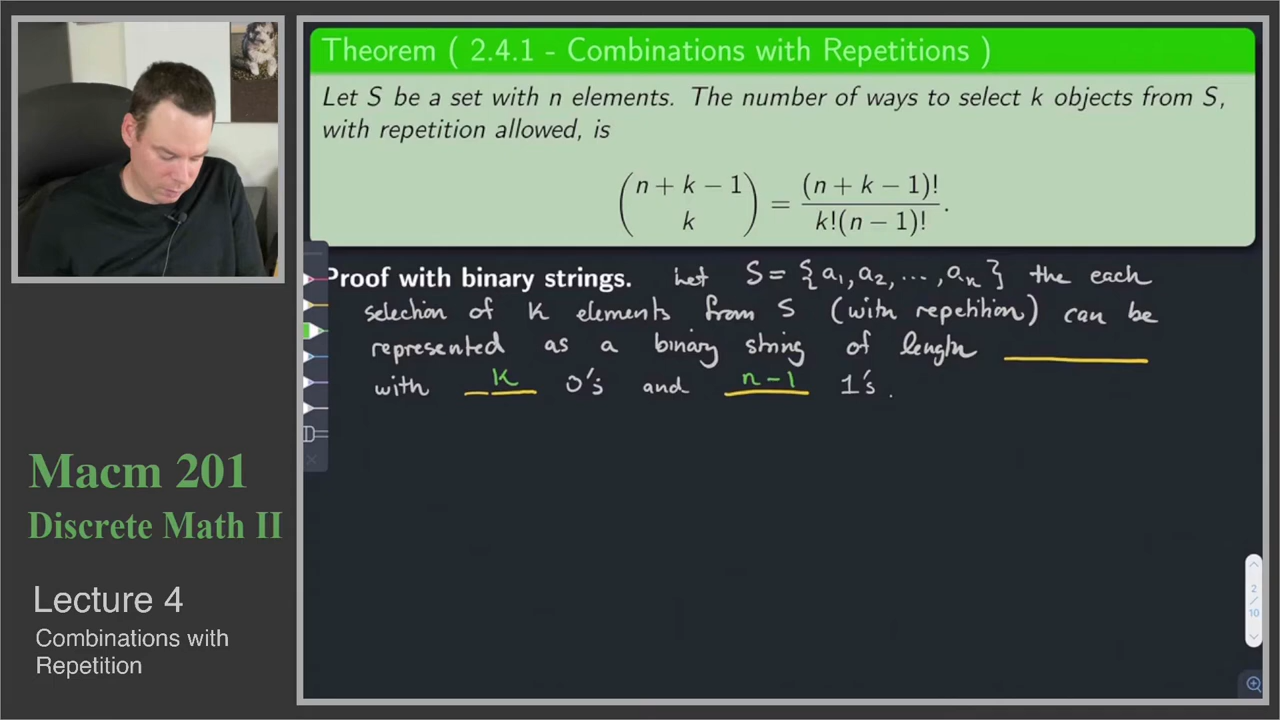 Theorem ( 2.4.1 - Combinations with Repetitions )
Let S be a set with n elements. The number of ways to select k objects from S,
with repetition allowed, is
(n + k − 1 k) = (n + k − 1)! / k!(n − 1)! .
Proof with binary strings. Let S = {a₁, a₂, ..., aₙ} the each
selection of k elements from S (with repetition) can be
represented as a binary string of length ______
with k 0's and n-1 1's.
Macm 201
Discrete Math II
Lecture 4
Combinations with
Repetition
2
/
10